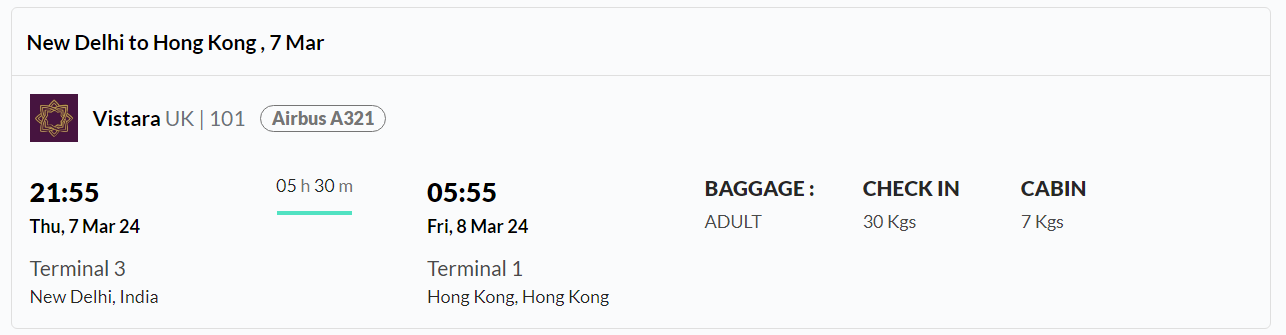 New Delhi to Hong Kong , 7 Mar
Vistara UK | 101 Airbus A321
21:55 05 h 30 m 05:55 BAGGAGE : CHECK IN CABIN
Thu, 7 Mar 24 Fri, 8 Mar 24 ADULT 30 Kgs 7 Kgs
Terminal 3 Terminal 1
New Delhi, India Hong Kong, Hong Kong